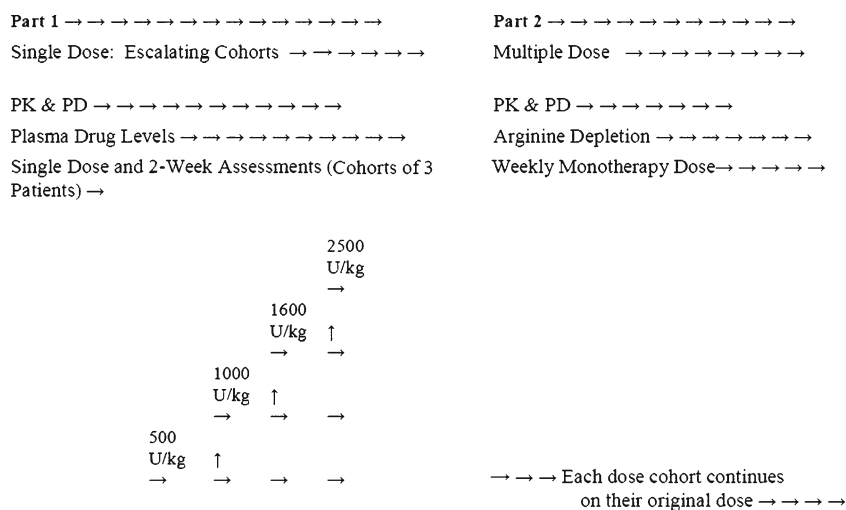 Part 1 → → → → → → → → → → → → → →
Single Dose: Escalating Cohorts → → → → → →
PK & PD → → → → → → → → → → →
Plasma Drug Levels → → → → → → → → → →
Single Dose and 2-Week Assessments (Cohorts of 3
Patients) →
Part 2 → → → → → → → → → → →
Multiple Dose → → → → → → → →
PK & PD → → → → → → →
Arginine Depletion → → → → → → →
Weekly Monotherapy Dose→ → → → →
2500
U/kg
→
1600
U/kg ↑
→ →
1000
U/kg ↑
→ → →
500
U/kg ↑
→ → → →
→ → → Each dose cohort continues
on their original dose → → → →